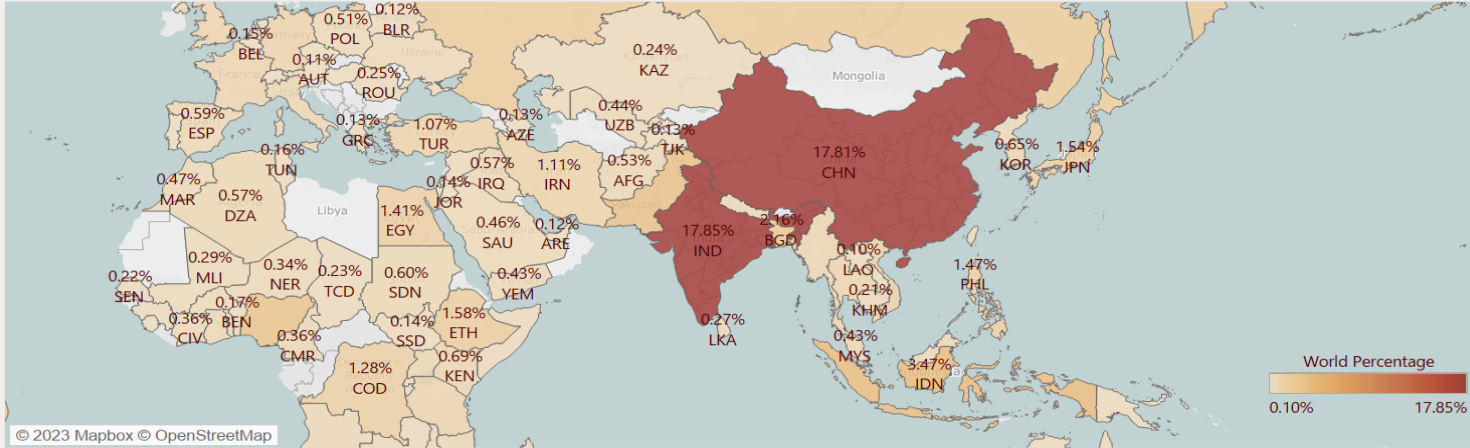 0.12%
BLR
0.51%
POL
0.15%
BEL
Germany
Ukraine
0.11%
AUT
France
0.25%
ROU
0.24%
KAZ
Mongolia
0.59%
ESP
0.13%
GRC
1.07%
TUR
0.13%
AZE
0.44%
UZB
0.13%
TJK
0.65%
KOR
1.54%
JPN
0.16%
TUN
0.47%
MAR
0.57%
DZA
Libya
1.41%
EGY
0.14%
JOR
0.57%
IRQ
1.11%
IRN
0.53%
AFG
Pakistan
17.81%
CHN
0.46%
SAU
0.12%
ARE
17.85%
IND
2.16%
BGD
0.10%
LAO
0.21%
KHM
1.47%
PHL
0.22%
SEN
0.29%
MLI
0.34%
NER
0.23%
TCD
0.60%
SDN
0.43%
YEM
0.36%
CIV
0.17%
BEN
0.36%
CMR
0.14%
SSD
1.58%
ETH
0.27%
LKA
0.43%
MYS
1.28%
COD
0.69%
KEN
3.47%
IDN
World Percentage
0.10%
17.85%
© 2023 Mapbox © OpenStreetMap